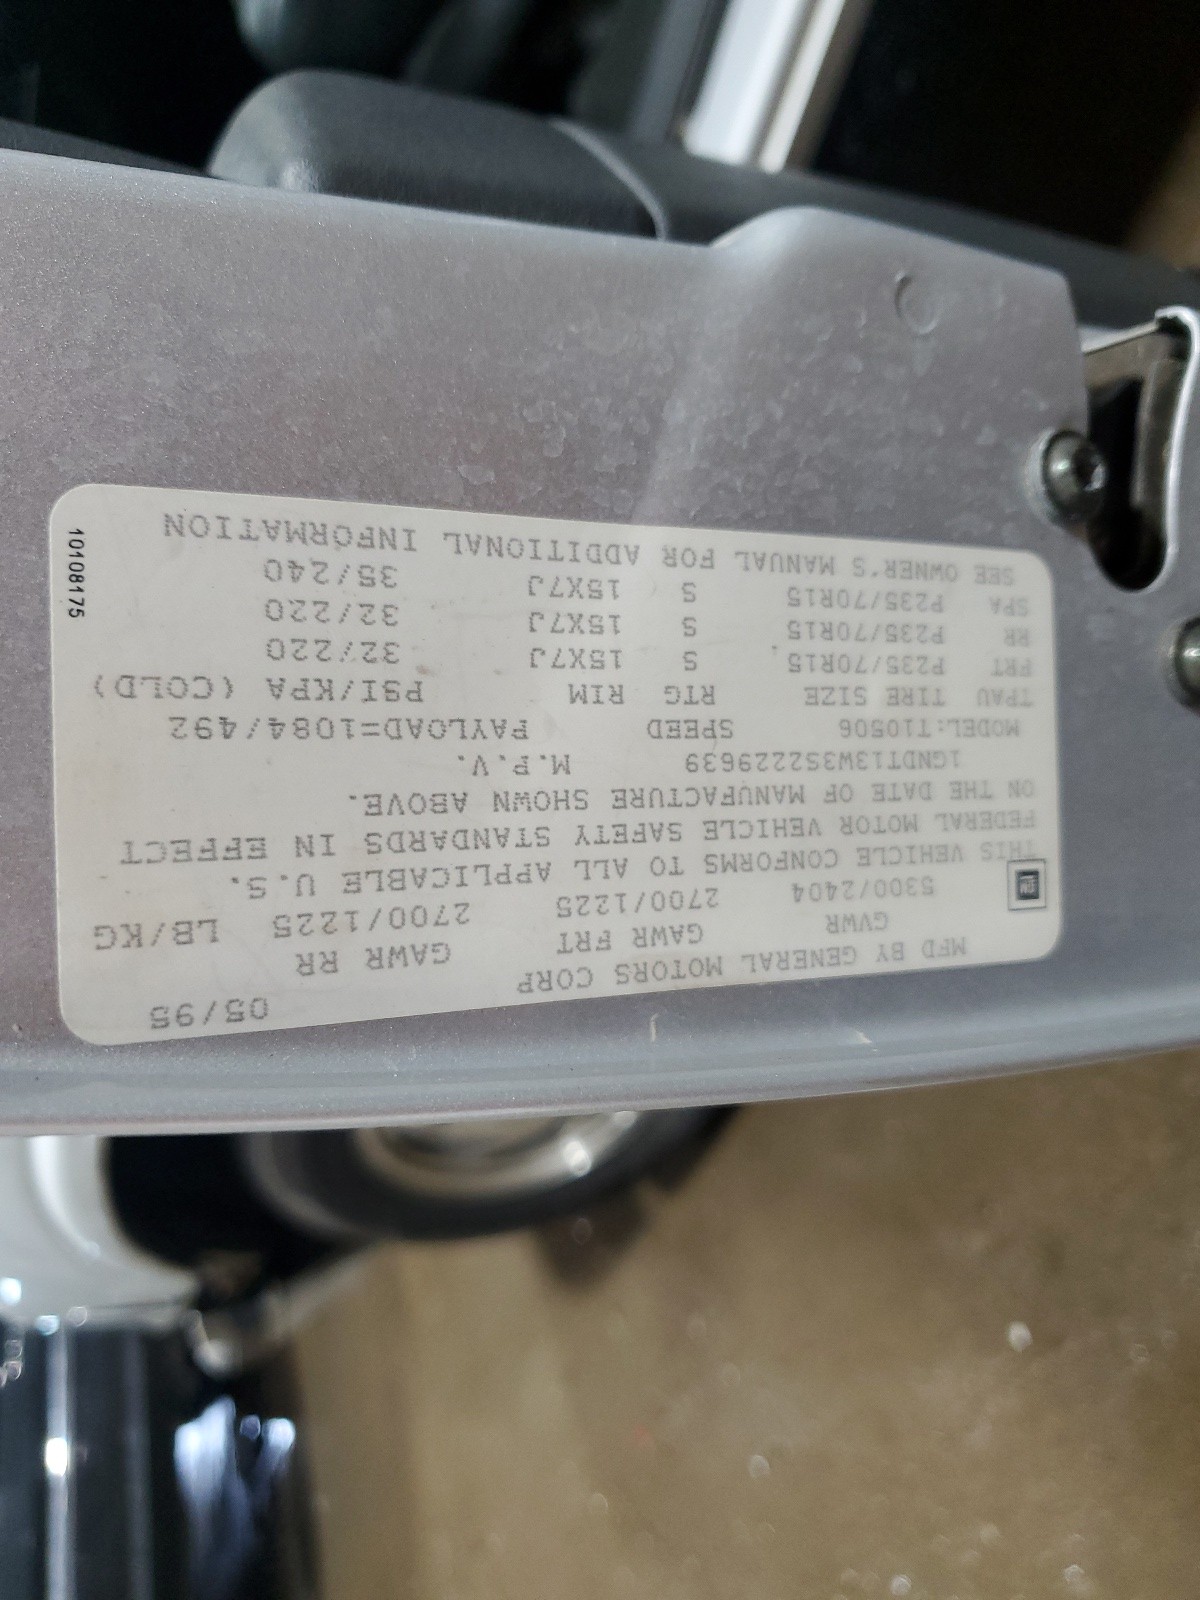 MFD BY GENERAL MOTORS CORP 05/95
GVWR GAWR FRT GAWR RR
5300/2404 2700/1225 2700/1225 LB/KG
GM
THIS VEHICLE CONFORMS TO ALL APPLICABLE U.S.
FEDERAL MOTOR VEHICLE SAFETY STANDARDS IN EFFECT
ON THE DATE OF MANUFACTURE SHOWN ABOVE.
1GNDT13W3S2229639 M.P.V.
MODEL:T10506 SPEED PAYLOAD=1084/492
TPAU TIRE SIZE RTG RIM PSI/KPA (COLD)
FRT P235/70R15 S 15X7J 32/220
RR P235/70R15 S 15X7J 32/220
SPA P235/70R15 S 15X7J 35/240
SEE OWNER'S MANUAL FOR ADDITIONAL INFORMATION
10108175